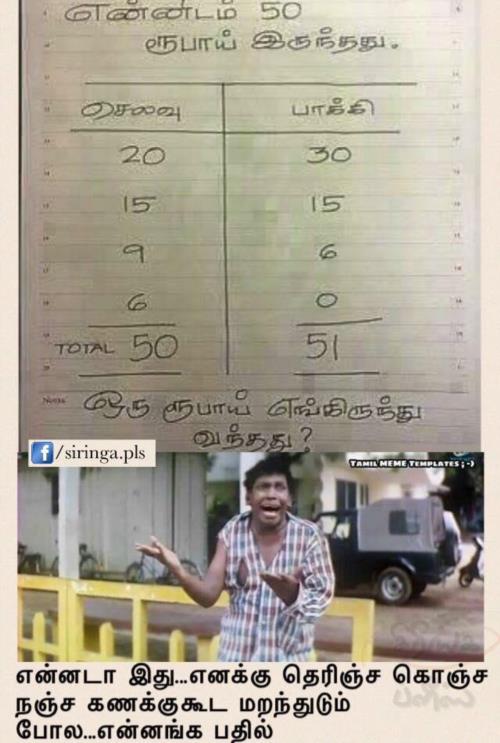 என்னிடம் 50
ரூபாய் இருந்தது.
செலவு பாக்கி
20 30
15 15
9 6
6 0
TOTAL 50 51
ஒரு ரூபாய் எங்கிருந்து
வந்தது?
f/siringa.pls
TAMIL MEME TEMPLATES ;-)
என்னடா இது...எனக்கு தெரிஞ்ச கொஞ்ச
நஞ்ச கணக்குகூட மறந்துடும்
போல...என்னங்க பதில்